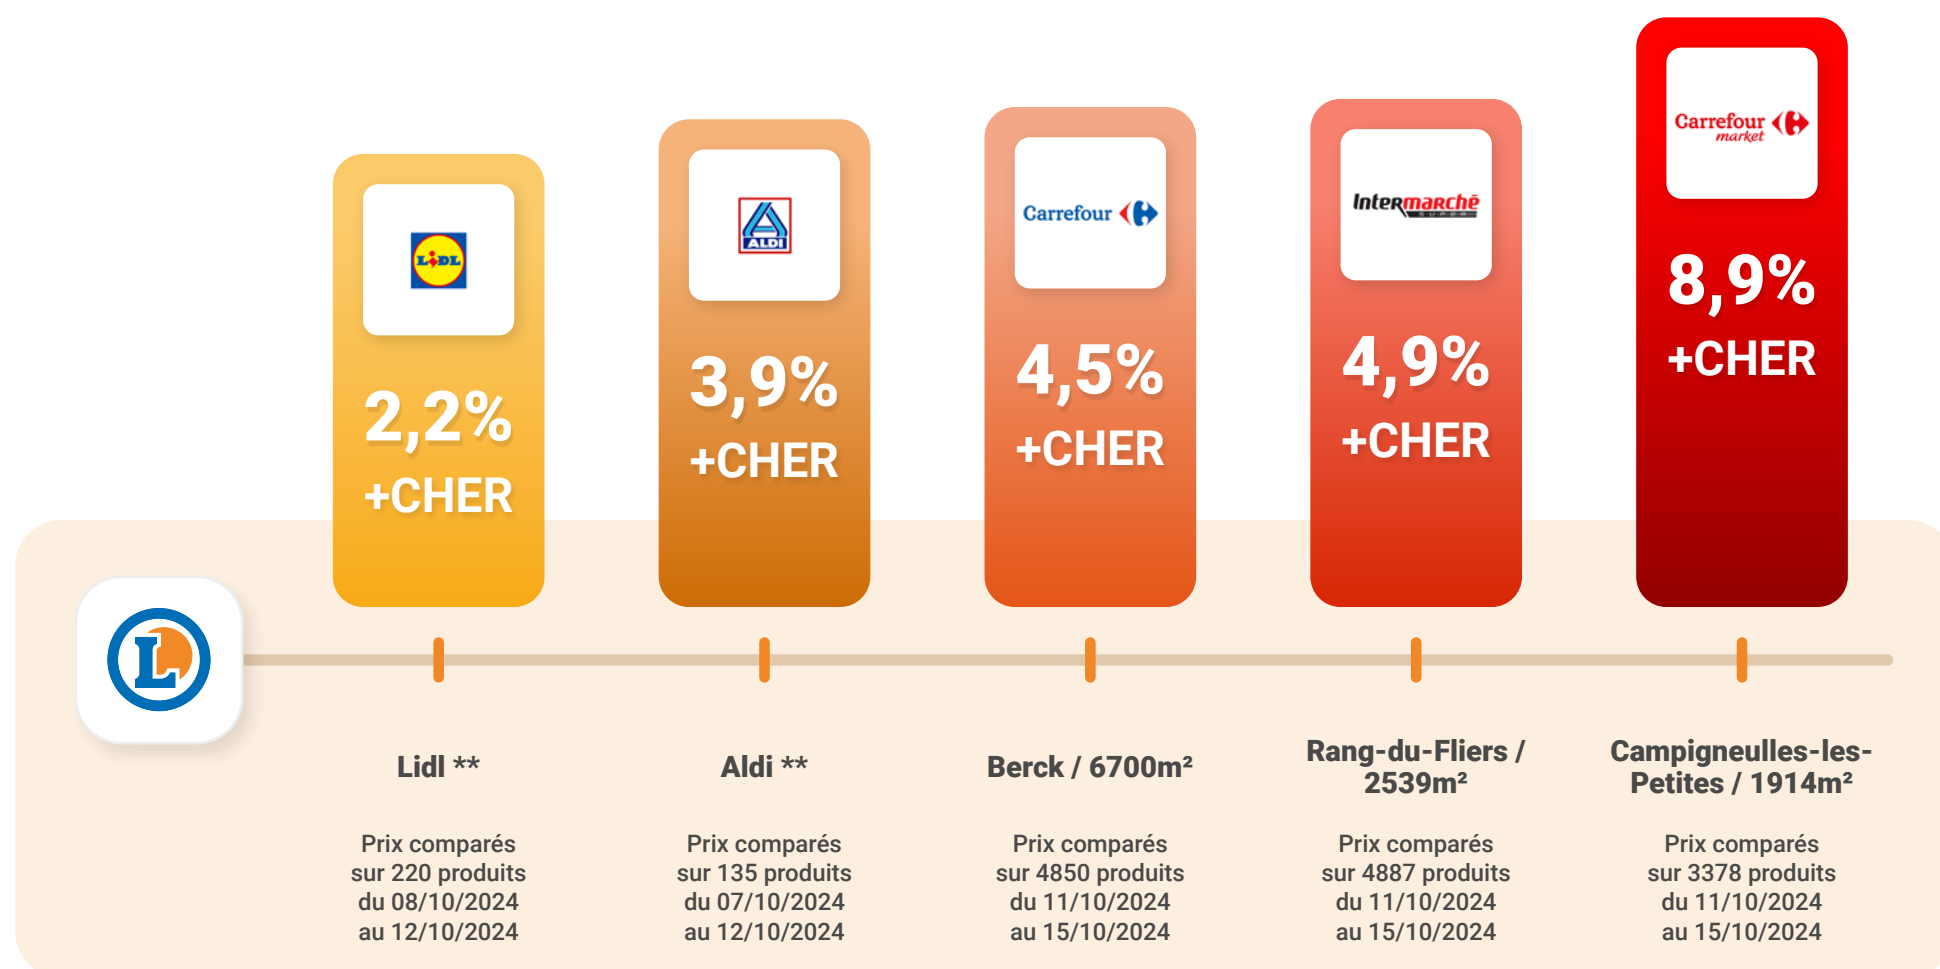 LIDL
2,2%
+CHER
ALDI
3,9%
+CHER
Carrefour
4,5%
+CHER
Intermarché
SUPER
4,9%
+CHER
Carrefour
market
8,9%
+CHER
L
Lidl **
Prix comparés
sur 220 produits
du 08/10/2024
au 12/10/2024
Aldi **
Prix comparés
sur 135 produits
du 07/10/2024
au 12/10/2024
Berck / 6700m²
Prix comparés
sur 4850 produits
du 11/10/2024
au 15/10/2024
Rang-du-Fliers /
2539m²
Prix comparés
sur 4887 produits
du 11/10/2024
au 15/10/2024
Campigneulles-les-
Petites / 1914m²
Prix comparés
sur 3378 produits
du 11/10/2024
au 15/10/2024